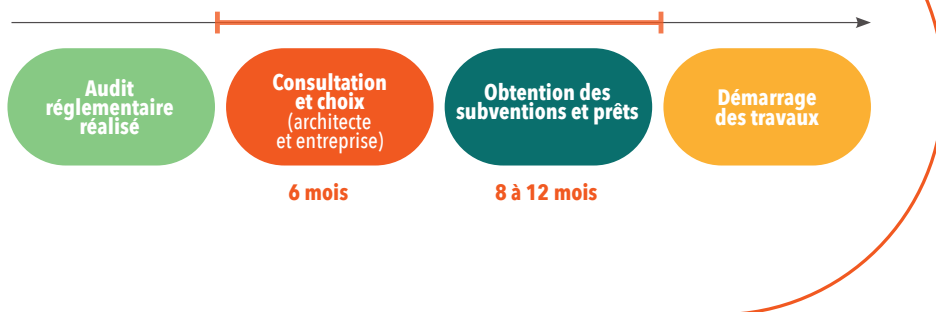 Audit
réglementaire
réalisé
Consultation
et choix
(architecte
et entreprise)
Obtention des
subventions et prêts
Démarrage
des travaux
6 mois
8 à 12 mois